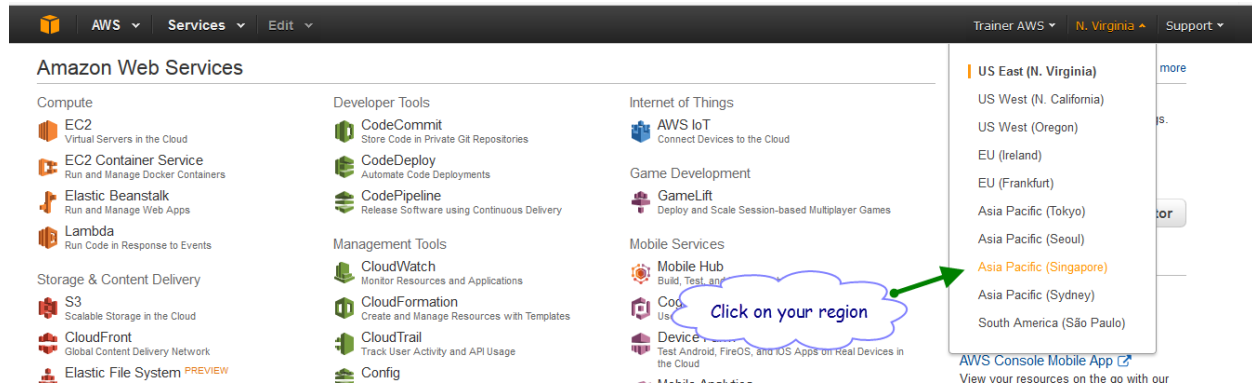 AWS Services Edit Trainer AWS N. Virginia Support
Amazon Web Services
Compute
EC2
Virtual Servers in the Cloud
EC2 Container Service
Run and Manage Docker Containers
Elastic Beanstalk
Run and Manage Web Apps
Lambda
Run Code in Response to Events
Storage & Content Delivery
S3
Scalable Storage in the Cloud
CloudFront
Global Content Delivery Network
Elastic File System PREVIEW
Developer Tools
CodeCommit
Store Code in Private Git Repositories
CodeDeploy
Automate Code Deployments
CodePipeline
Release Software using Continuous Delivery
Management Tools
CloudWatch
Monitor Resources and Applications
CloudFormation
Create and Manage Resources with Templates
CloudTrail
Track User Activity and API Usage
Config
Internet of Things
AWS IoT
Connect Devices to the Cloud
Game Development
GameLift
Deploy and Scale Session-based Multiplayer Games
Mobile Services
Mobile Hub
Build, Test, and
Click on your region
Test Android, FireOS, and iOS Apps on Real Devices in
the Cloud
Mobile Analytics
US East (N. Virginia)
US West (N. California)
US West (Oregon)
EU (Ireland)
EU (Frankfurt)
Asia Pacific (Tokyo)
Asia Pacific (Seoul)
Asia Pacific (Singapore)
Asia Pacific (Sydney)
South America (São Paulo)
more
AWS Console Mobile App
View your resources on the go with our